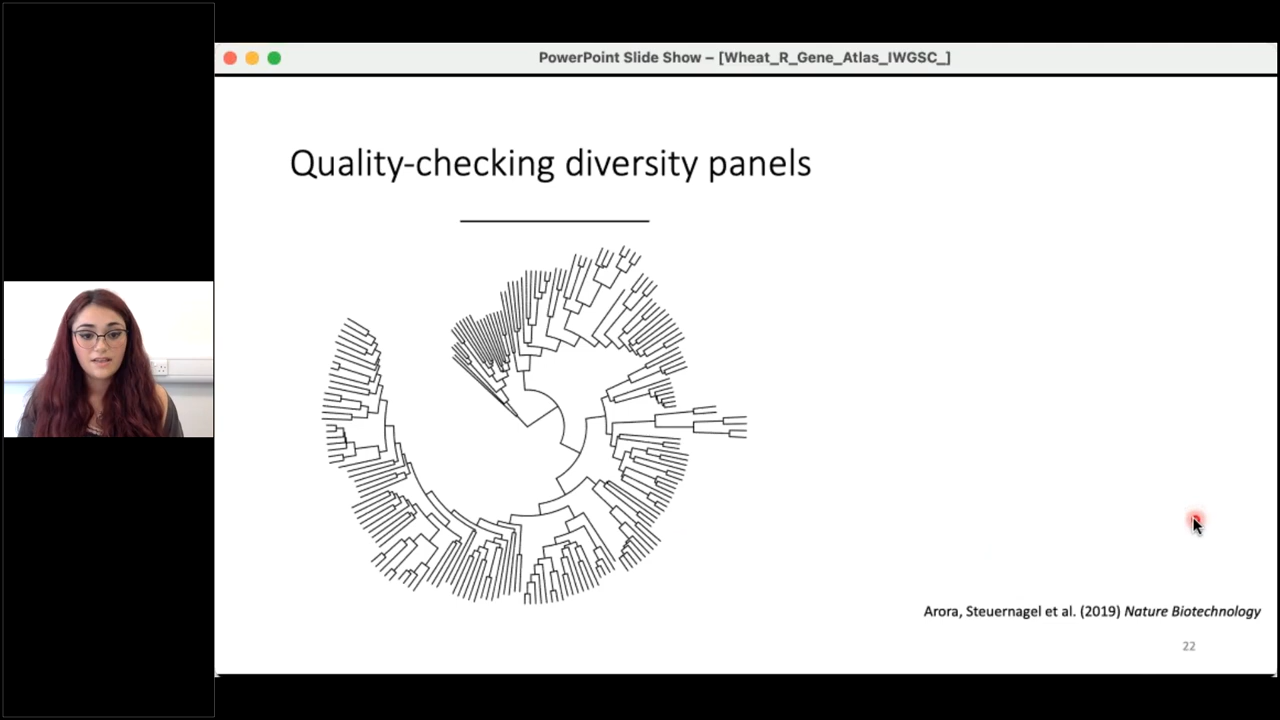 PowerPoint Slide Show – [Wheat_R_Gene_Atlas_IWGSC_]
Quality-checking diversity panels
Arora, Steuernagel et al. (2019) Nature Biotechnology
22